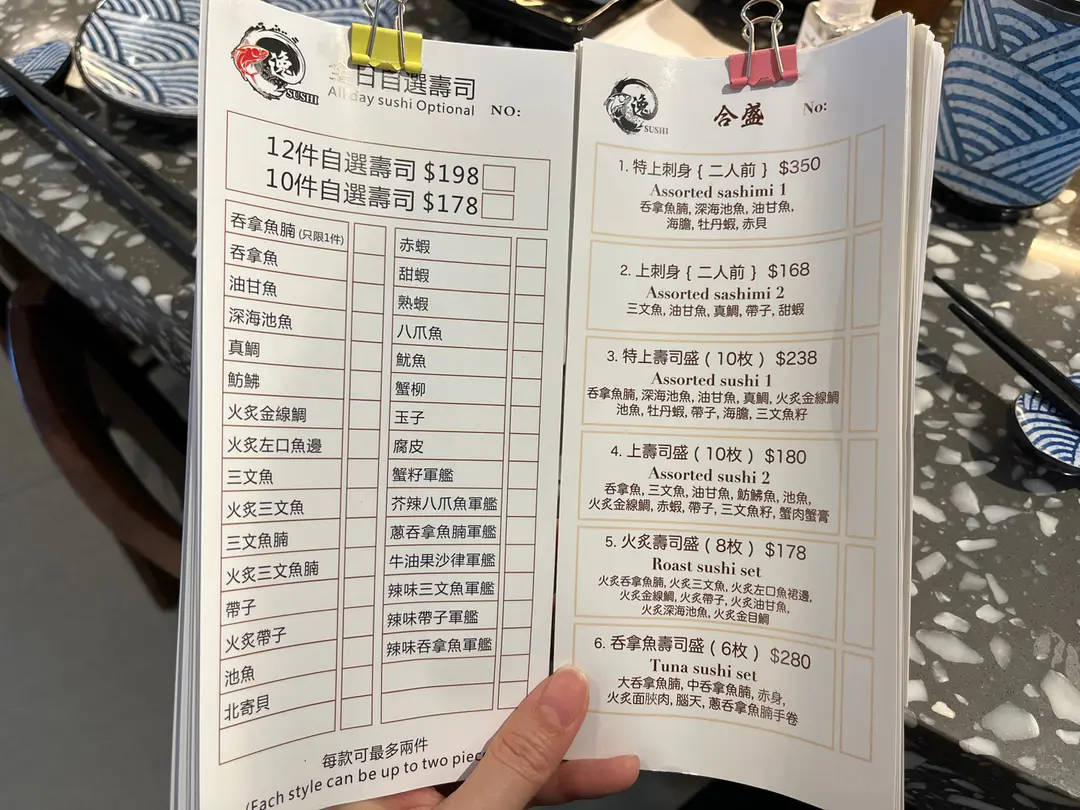 逸
SUSHI
全日自選壽司
All day sushi Optional
NO:
12件自選壽司 $198
10件自選壽司 $178
吞拿魚腩 (只限1件)
吞拿魚
油甘魚
深海池魚
真鯛
魴鮄
火炙金線鯛
火炙左口魚邊
三文魚
火炙三文魚
三文魚腩
火炙三文魚腩
帶子
火炙帶子
池魚
北寄貝
赤蝦
甜蝦
熟蝦
八爪魚
魷魚
蟹柳
玉子
腐皮
蟹籽軍艦
芥辣八爪魚軍艦
蔥吞拿魚腩軍艦
牛油果沙律軍艦
辣味三文魚軍艦
辣味帶子軍艦
辣味吞拿魚軍艦
每款可最多兩件
(Each style can be up to two
逸
SUSHI
合盛
No:
1. 特上刺身 { 二人前 } $350
Assorted sashimi 1
吞拿魚腩, 深海池魚, 油甘魚,
海膽, 牡丹蝦, 赤貝
2. 上刺身 { 二人前 } $168
Assorted sashimi 2
三文魚, 油甘魚, 真鯛, 帶子, 甜蝦
3. 特上壽司盛 ( 10枚 ) $238
Assorted sushi 1
吞拿魚腩, 深海池魚, 油甘魚, 真鯛, 火炙金線鯛
池魚, 牡丹蝦, 帶子, 海膽, 三文魚籽
4. 上壽司盛 ( 10枚 ) $180
Assorted sushi 2
吞拿魚, 三文魚, 油甘魚, 魴鮄魚, 池魚,
火炙金線鯛, 赤蝦, 帶子, 三文魚籽, 蟹肉蟹膏
5. 火炙壽司盛 ( 8枚 ) $178
Roast sushi set
火炙吞拿魚腩, 火炙三文魚, 火炙左口魚裙邊,
火炙金線鯛, 火炙帶子, 火炙油甘魚,
火炙深海池魚, 火炙金目鯛
6. 吞拿魚壽司盛 ( 6枚 ) $280
Tuna sushi set
大吞拿魚腩, 中吞拿魚腩, 赤身,
火炙面脥肉, 腦天, 蔥吞拿魚腩手卷